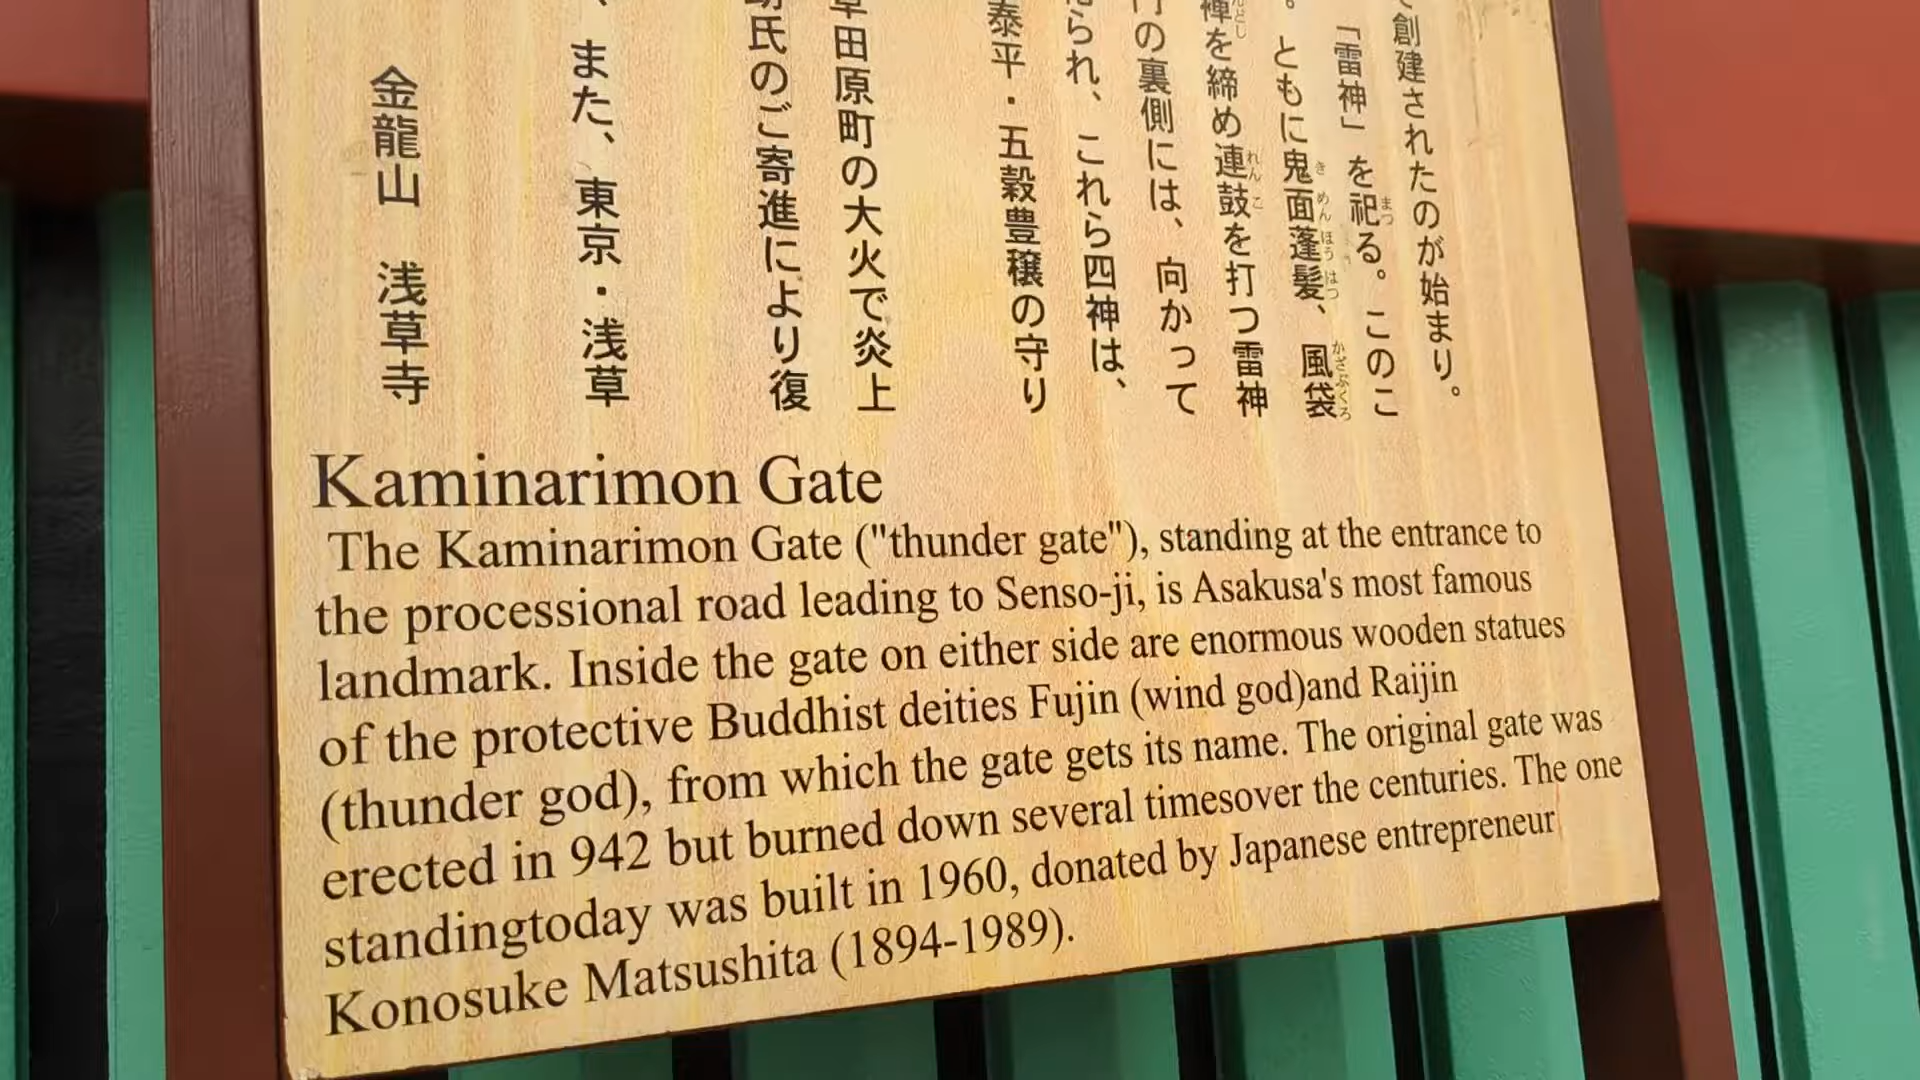 て創建されたのが始まり。
「雷神」を祀る。このこ
。ともに鬼面蓬髪、風袋
褌を締め連鼓を打つ雷神
門の裏側には、向かって
られ、これら四神は、
泰平・五穀豊穣の守り
草田原町の大火で炎上
助氏のご寄進により復
、また、東京・浅草
金龍山 浅草寺
Kaminarimon Gate
The Kaminarimon Gate ("thunder gate"), standing at the entrance to
the processional road leading to Senso-ji, is Asakusa's most famous
landmark. Inside the gate on either side are enormous wooden statues
of the protective Buddhist deities Fujin (wind god)and Raijin
(thunder god), from which the gate gets its name. The original gate was
erected in 942 but burned down several timesover the centuries. The one
standingtoday was built in 1960, donated by Japanese entrepreneur
Konosuke Matsushita (1894-1989).